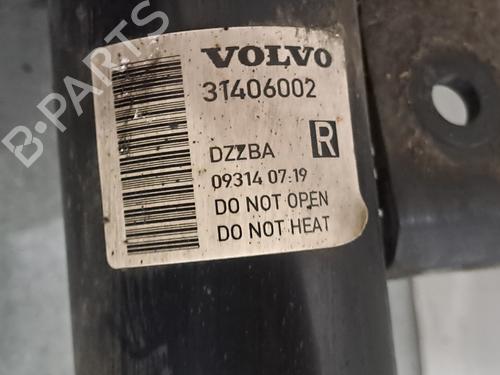 VOLVO
31406002
DZZBA R
09314 07:19
DO NOT OPEN
DO NOT HEAT
B-PARTS